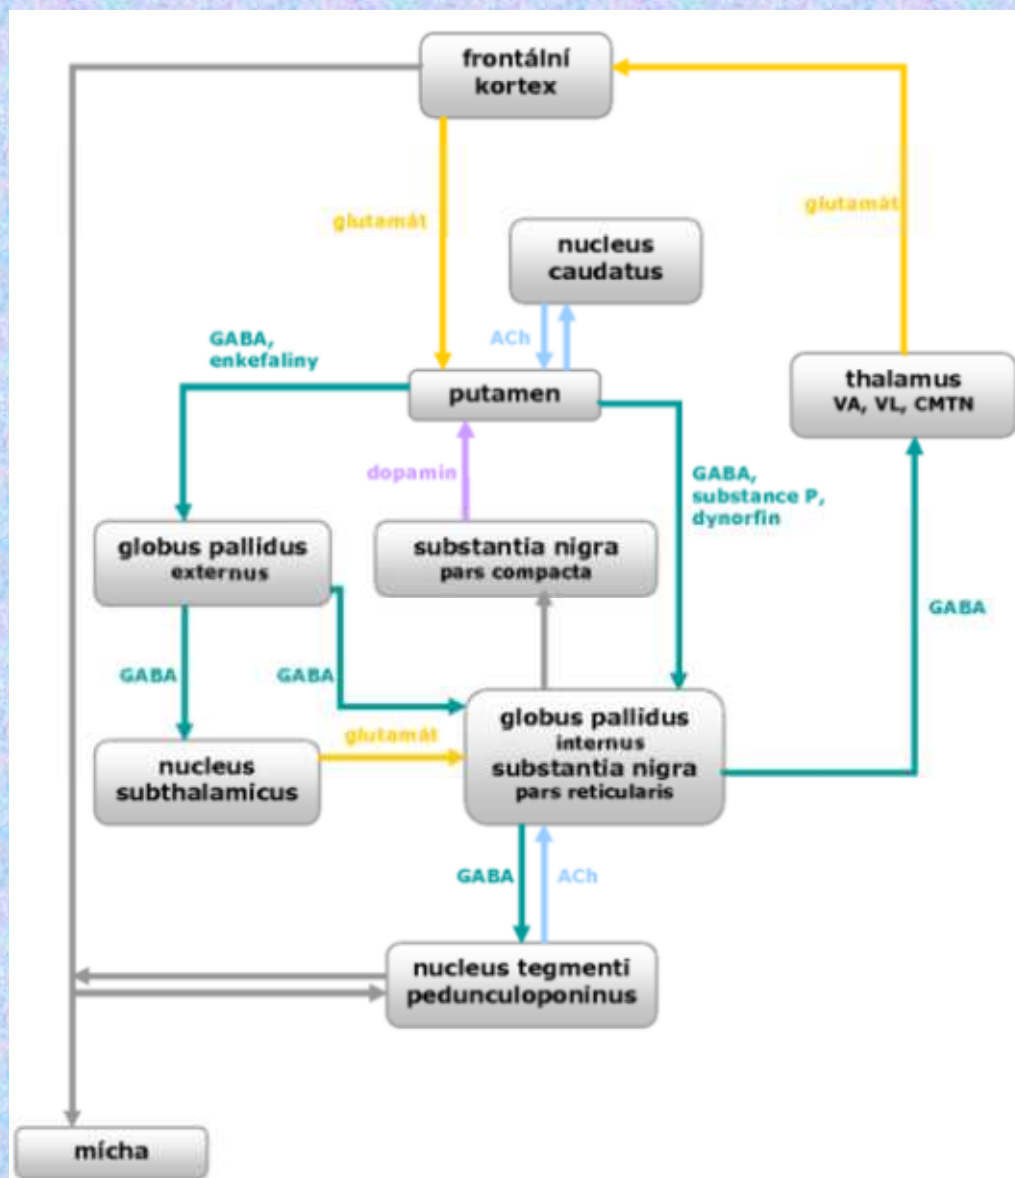 frontální
kortex
glutamát
glutamát
nucleus
caudatus
ACh
GABA,
enkefaliny
putamen
thalamus
VA, VL, CMTN
dopamin
GABA,
substance P,
dynorfin
globus pallidus
externus
substantia nigra
pars compacta
GABA
GABA
GABA
glutamát
globus pallidus
internus
substantia nigra
pars reticularis
nucleus
subthalamicus
GABA
ACh
nucleus tegmenti
pedunculoponinus
mícha